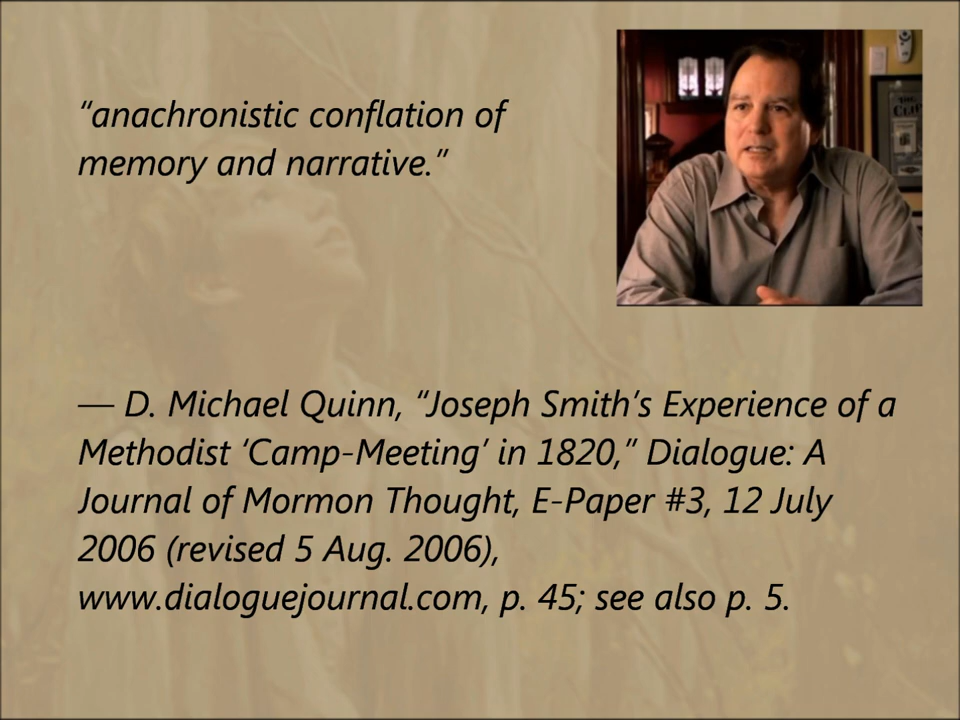 “anachronistic conflation of
memory and narrative.”
— D. Michael Quinn, “Joseph Smith’s Experience of a
Methodist ‘Camp-Meeting’ in 1820,” Dialogue: A
Journal of Mormon Thought, E-Paper #3, 12 July
2006 (revised 5 Aug. 2006),
www.dialoguejournal.com, p. 45; see also p. 5.